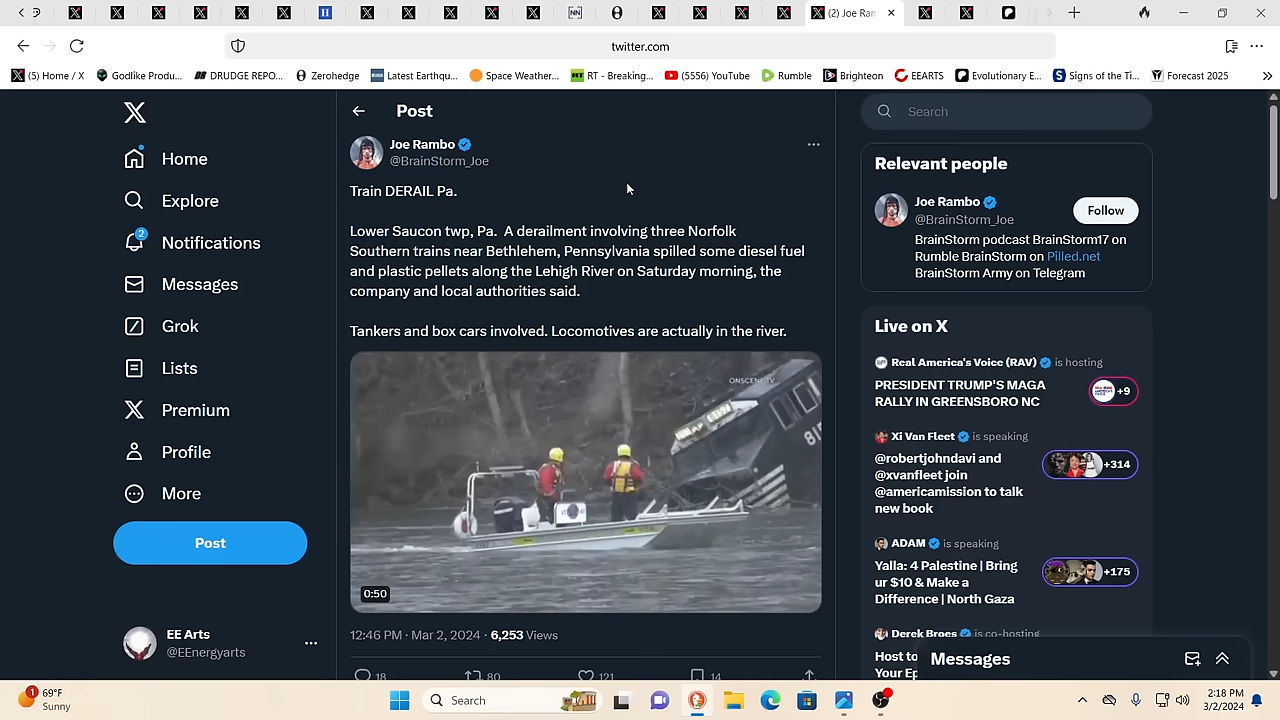 (2) Joe Ran
twitter.com
(5) Home / X
Godlike Produ...
DRUDGE REPO...
Zerohedge
Latest Earthqu...
Space Weather...
RT - Breaking...
(5556) YouTube
Rumble
Brighteon
EEARTS
Evolutionary E...
Signs of the Ti...
Forecast 2025
Home
Explore
2
Notifications
Messages
Grok
Lists
Premium
Profile
More
Post
EE Arts
@EEnergyarts
Post
Joe Rambo
@BrainStorm_Joe
Train DERAIL Pa.
Lower Saucon twp, Pa. A derailment involving three Norfolk
Southern trains near Bethlehem, Pennsylvania spilled some diesel fuel
and plastic pellets along the Lehigh River on Saturday morning, the
company and local authorities said.
Tankers and box cars involved. Locomotives are actually in the river.
ONSCENE.TV
81
0:50
12:46 PM · Mar 2, 2024 · 6,253 Views
18
80
121
14
Search
Relevant people
Joe Rambo
@BrainStorm_Joe
Follow
BrainStorm podcast BrainStorm17 on
Rumble BrainStorm on Pilled.net
BrainStorm Army on Telegram
Live on X
Real America's Voice (RAV) is hosting
PRESIDENT TRUMP'S MAGA
RALLY IN GREENSBORO NC
+9
Xi Van Fleet is speaking
@robertjohndavi and
@xvanfleet join
@americamission to talk
new book
+314
ADAM is speaking
Yalla: 4 Palestine | Bring
ur $10 & Make a
Difference | North Gaza
+175
Derek Broes is co-hosting
Host to
Your Ep
Messages
1
69°F
Sunny
Search
2:18 PM
3/2/2024